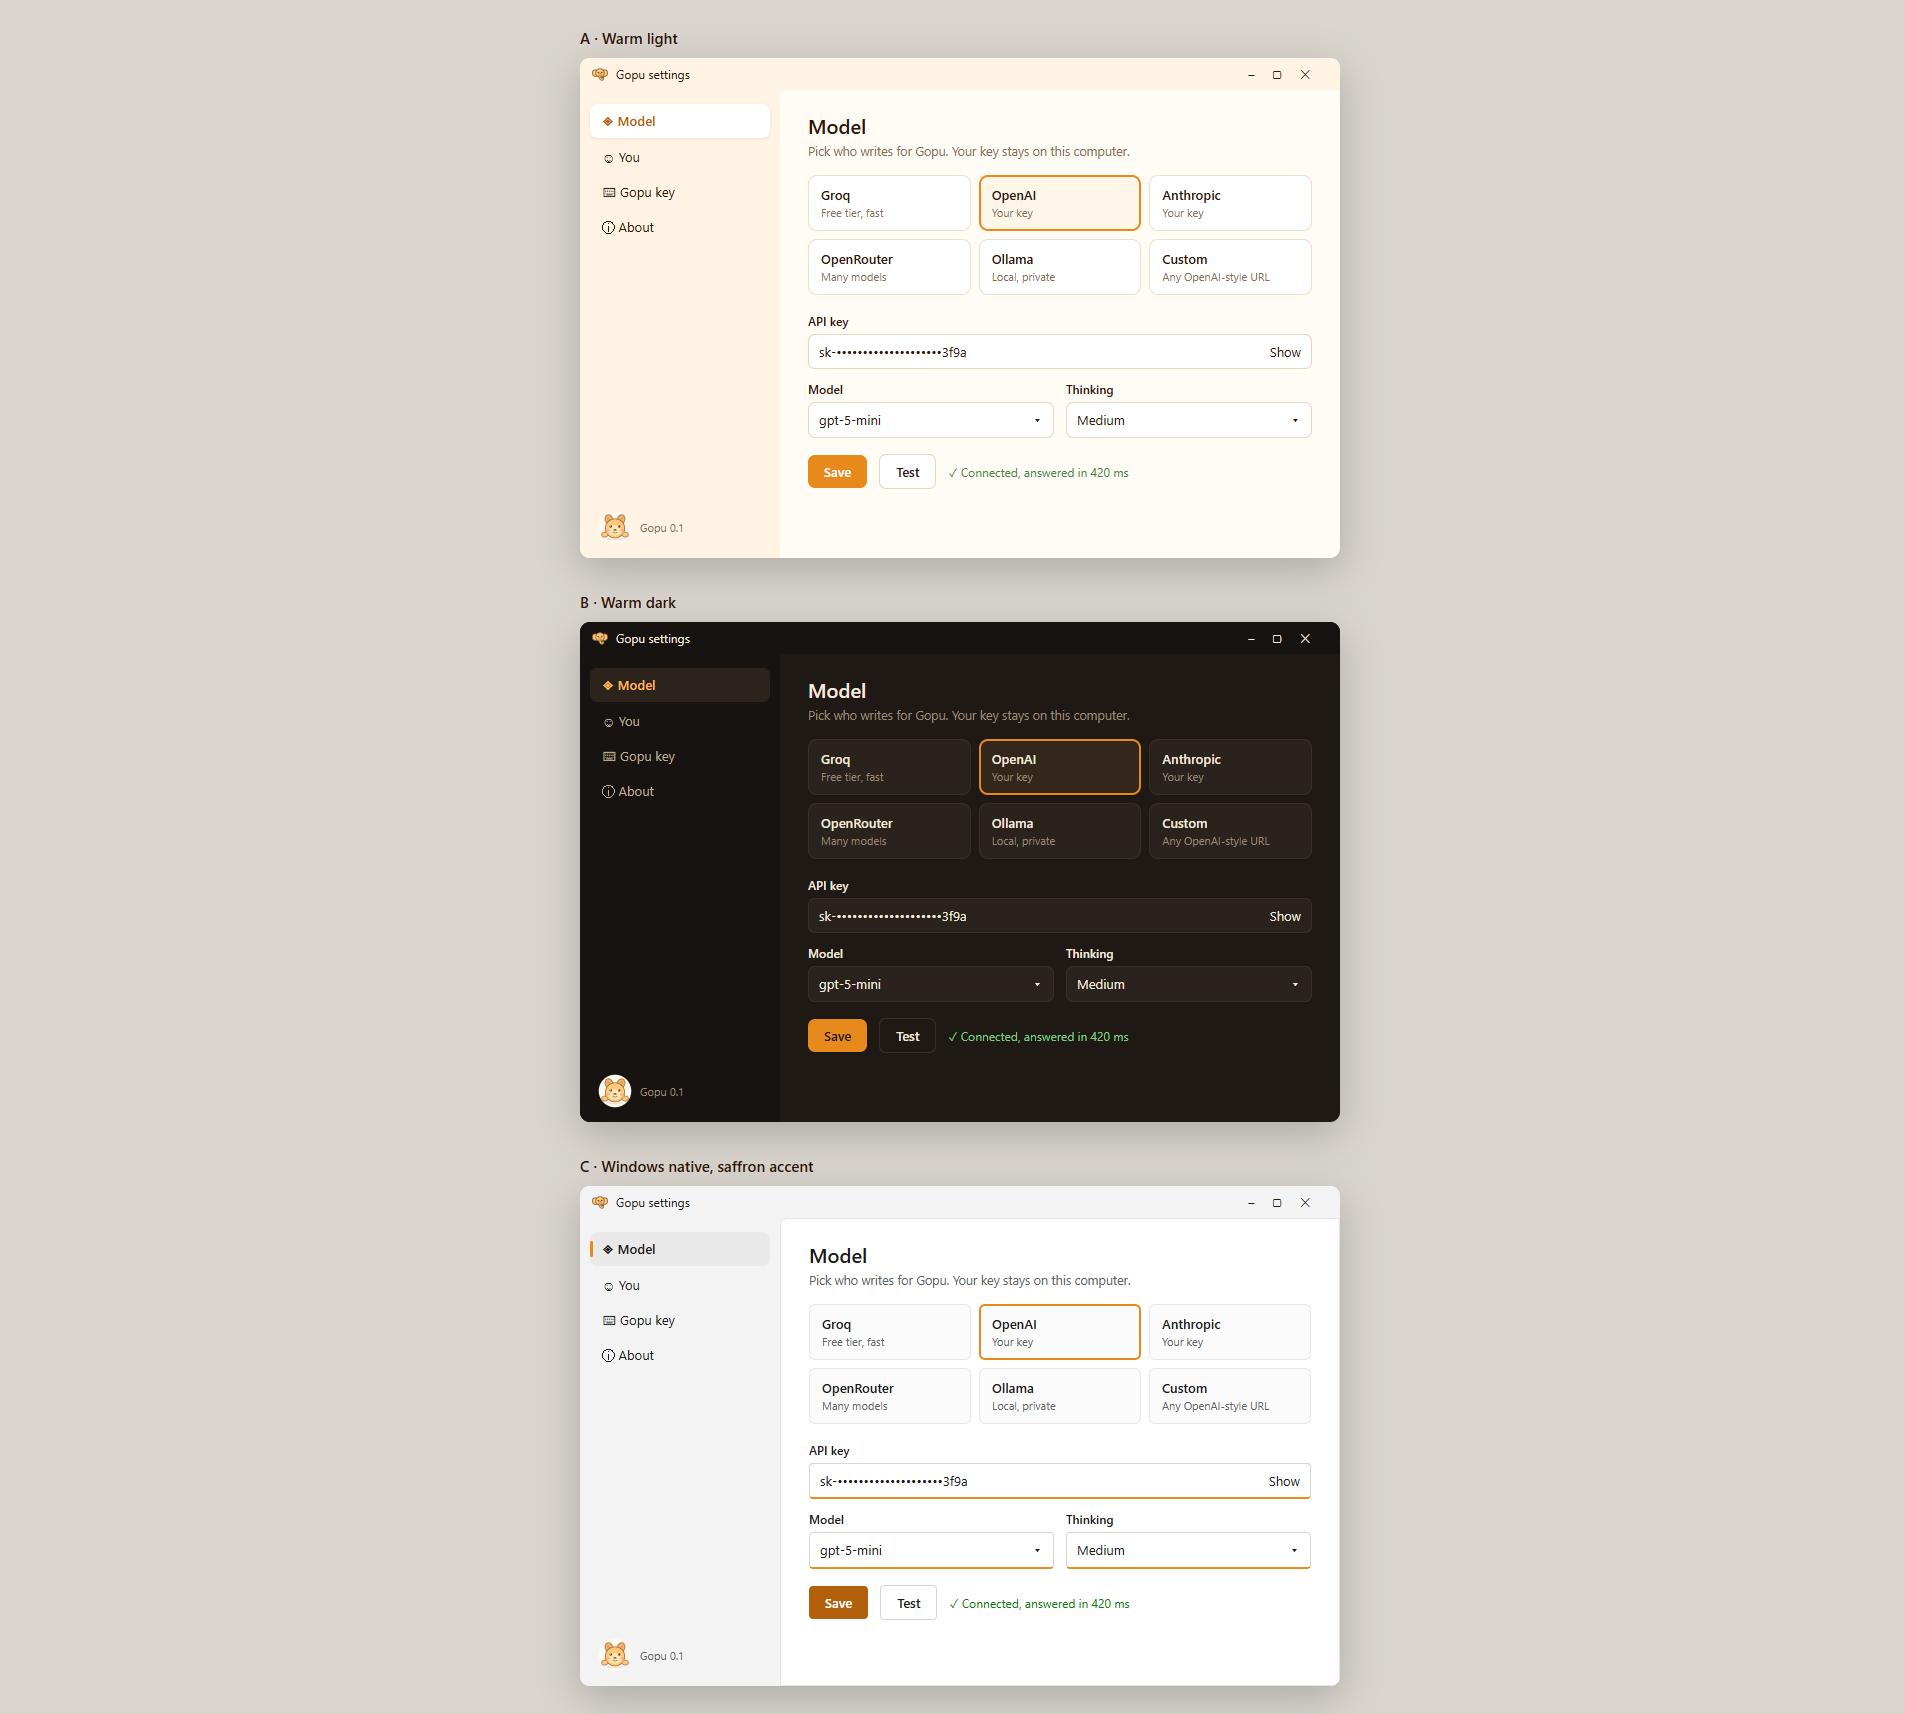 A · Warm light
Gopu settings
Model
You
Gopu key
About
Gopu 0.1
Model
Pick who writes for Gopu. Your key stays on this computer.
Groq
Free tier, fast
OpenAI
Your key
Anthropic
Your key
OpenRouter
Many models
Ollama
Local, private
Custom
Any OpenAI-style URL
API key
sk-••••••••••••••••••••3f9a Show
Model Thinking
gpt-5-mini Medium
Save Test ✓ Connected, answered in 420 ms
B · Warm dark
Gopu settings
Model
You
Gopu key
About
Gopu 0.1
Model
Pick who writes for Gopu. Your key stays on this computer.
Groq
Free tier, fast
OpenAI
Your key
Anthropic
Your key
OpenRouter
Many models
Ollama
Local, private
Custom
Any OpenAI-style URL
API key
sk-••••••••••••••••••••3f9a Show
Model Thinking
gpt-5-mini Medium
Save Test ✓ Connected, answered in 420 ms
C · Windows native, saffron accent
Gopu settings
Model
You
Gopu key
About
Gopu 0.1
Model
Pick who writes for Gopu. Your key stays on this computer.
Groq
Free tier, fast
OpenAI
Your key
Anthropic
Your key
OpenRouter
Many models
Ollama
Local, private
Custom
Any OpenAI-style URL
API key
sk-••••••••••••••••••••3f9a Show
Model Thinking
gpt-5-mini Medium
Save Test ✓ Connected, answered in 420 ms